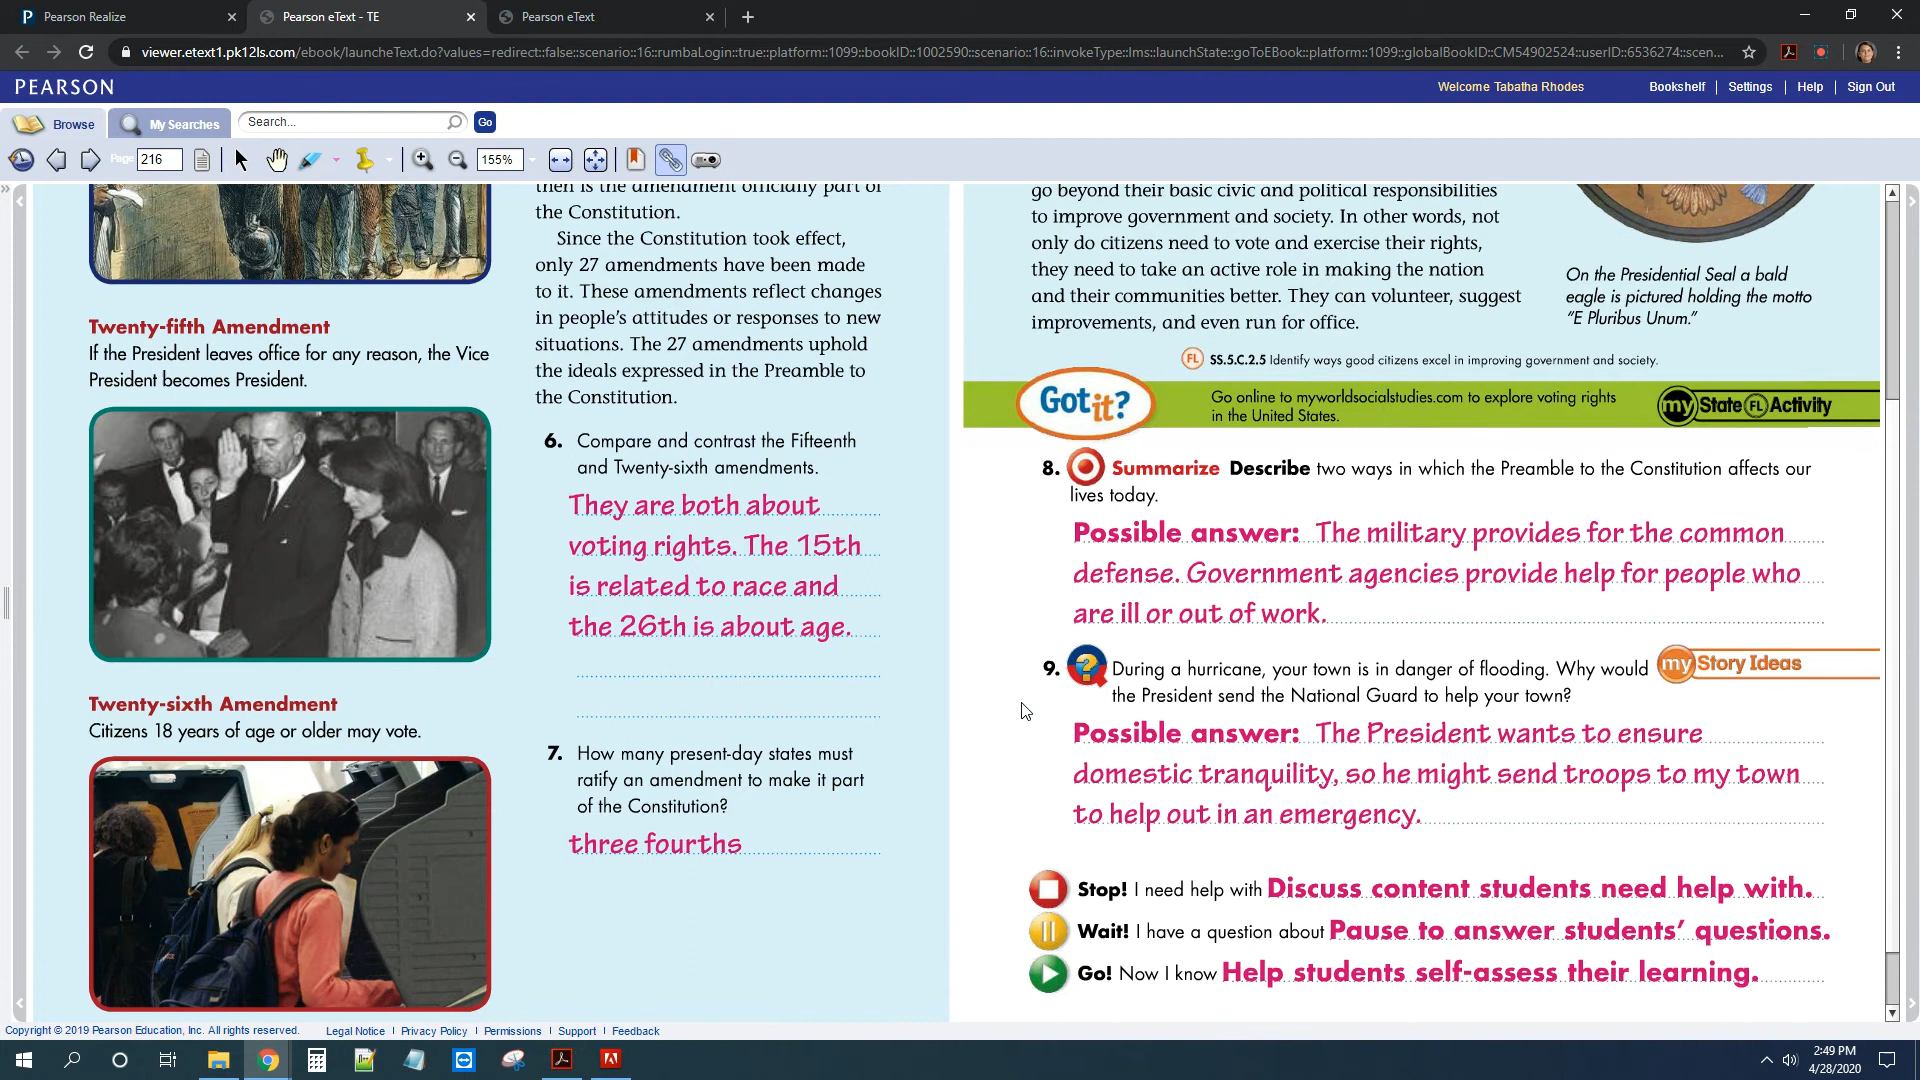 Pearson Realize
Pearson eText - TE
Pearson eText
viewer.etext1.pk12ls.com/ebook/launcheText.do?values=redirect::false::scenario::16::rumbaLogin::true::platform::1099::bookID::1002590::scenario::16::invokeType::lms::launchState::goToEBook::platform::1099::globalBookID::CM54902524::userID::6536274::scen...
PEARSON
Welcome Tabatha Rhodes
Bookshelf | Settings | Help | Sign Out
Browse
My Searches
Search...
Go
Page 216
155%
then is the amendment officially part of
the Constitution.
Since the Constitution took effect,
only 27 amendments have been made
to it. These amendments reflect changes
in people's attitudes or responses to new
situations. The 27 amendments uphold
the ideals expressed in the Preamble to
the Constitution.
Twenty-fifth Amendment
If the President leaves office for any reason, the Vice
President becomes President.
Twenty-sixth Amendment
Citizens 18 years of age or older may vote.
6. Compare and contrast the Fifteenth
and Twenty-sixth amendments.
They are both about
voting rights. The 15th
is related to race and
the 26th is about age.
7. How many present-day states must
ratify an amendment to make it part
of the Constitution?
three fourths
go beyond their basic civic and political responsibilities
to improve government and society. In other words, not
only do citizens need to vote and exercise their rights,
they need to take an active role in making the nation
and their communities better. They can volunteer, suggest
improvements, and even run for office.
On the Presidential Seal a bald
eagle is pictured holding the motto
"E Pluribus Unum."
FL SS.5.C.2.5 Identify ways good citizens excel in improving government and society.
Got it?
Go online to myworldsocialstudies.com to explore voting rights
in the United States.
my State FL Activity
8. Summarize Describe two ways in which the Preamble to the Constitution affects our
lives today.
Possible answer: The military provides for the common
defense. Government agencies provide help for people who
are ill or out of work.
9. ? During a hurricane, your town is in danger of flooding. Why would
the President send the National Guard to help your town?
my Story Ideas
Possible answer: The President wants to ensure
domestic tranquility, so he might send troops to my town
to help out in an emergency.
Stop! I need help with Discuss content students need help with.
Wait! I have a question about Pause to answer students' questions.
Go! Now I know Help students self-assess their learning.
Copyright © 2019 Pearson Education, Inc. All rights reserved. Legal Notice | Privacy Policy | Permissions | Support | Feedback
2:49 PM
4/28/2020